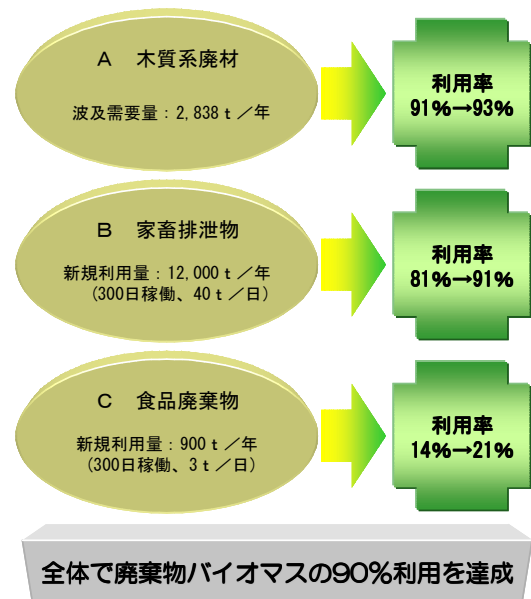 A 木質系廃材
波及需要量:2,838t/年
利用率
91%→93%
B 家畜排泄物
新規利用量:12,000t/年
(300日稼働、40t/日)
利用率
81%→91%
C 食品廃棄物
新規利用量:900t/年
(300日稼働、3t/日)
利用率
14%→21%
全体で廃棄物バイオマスの90%利用を達成